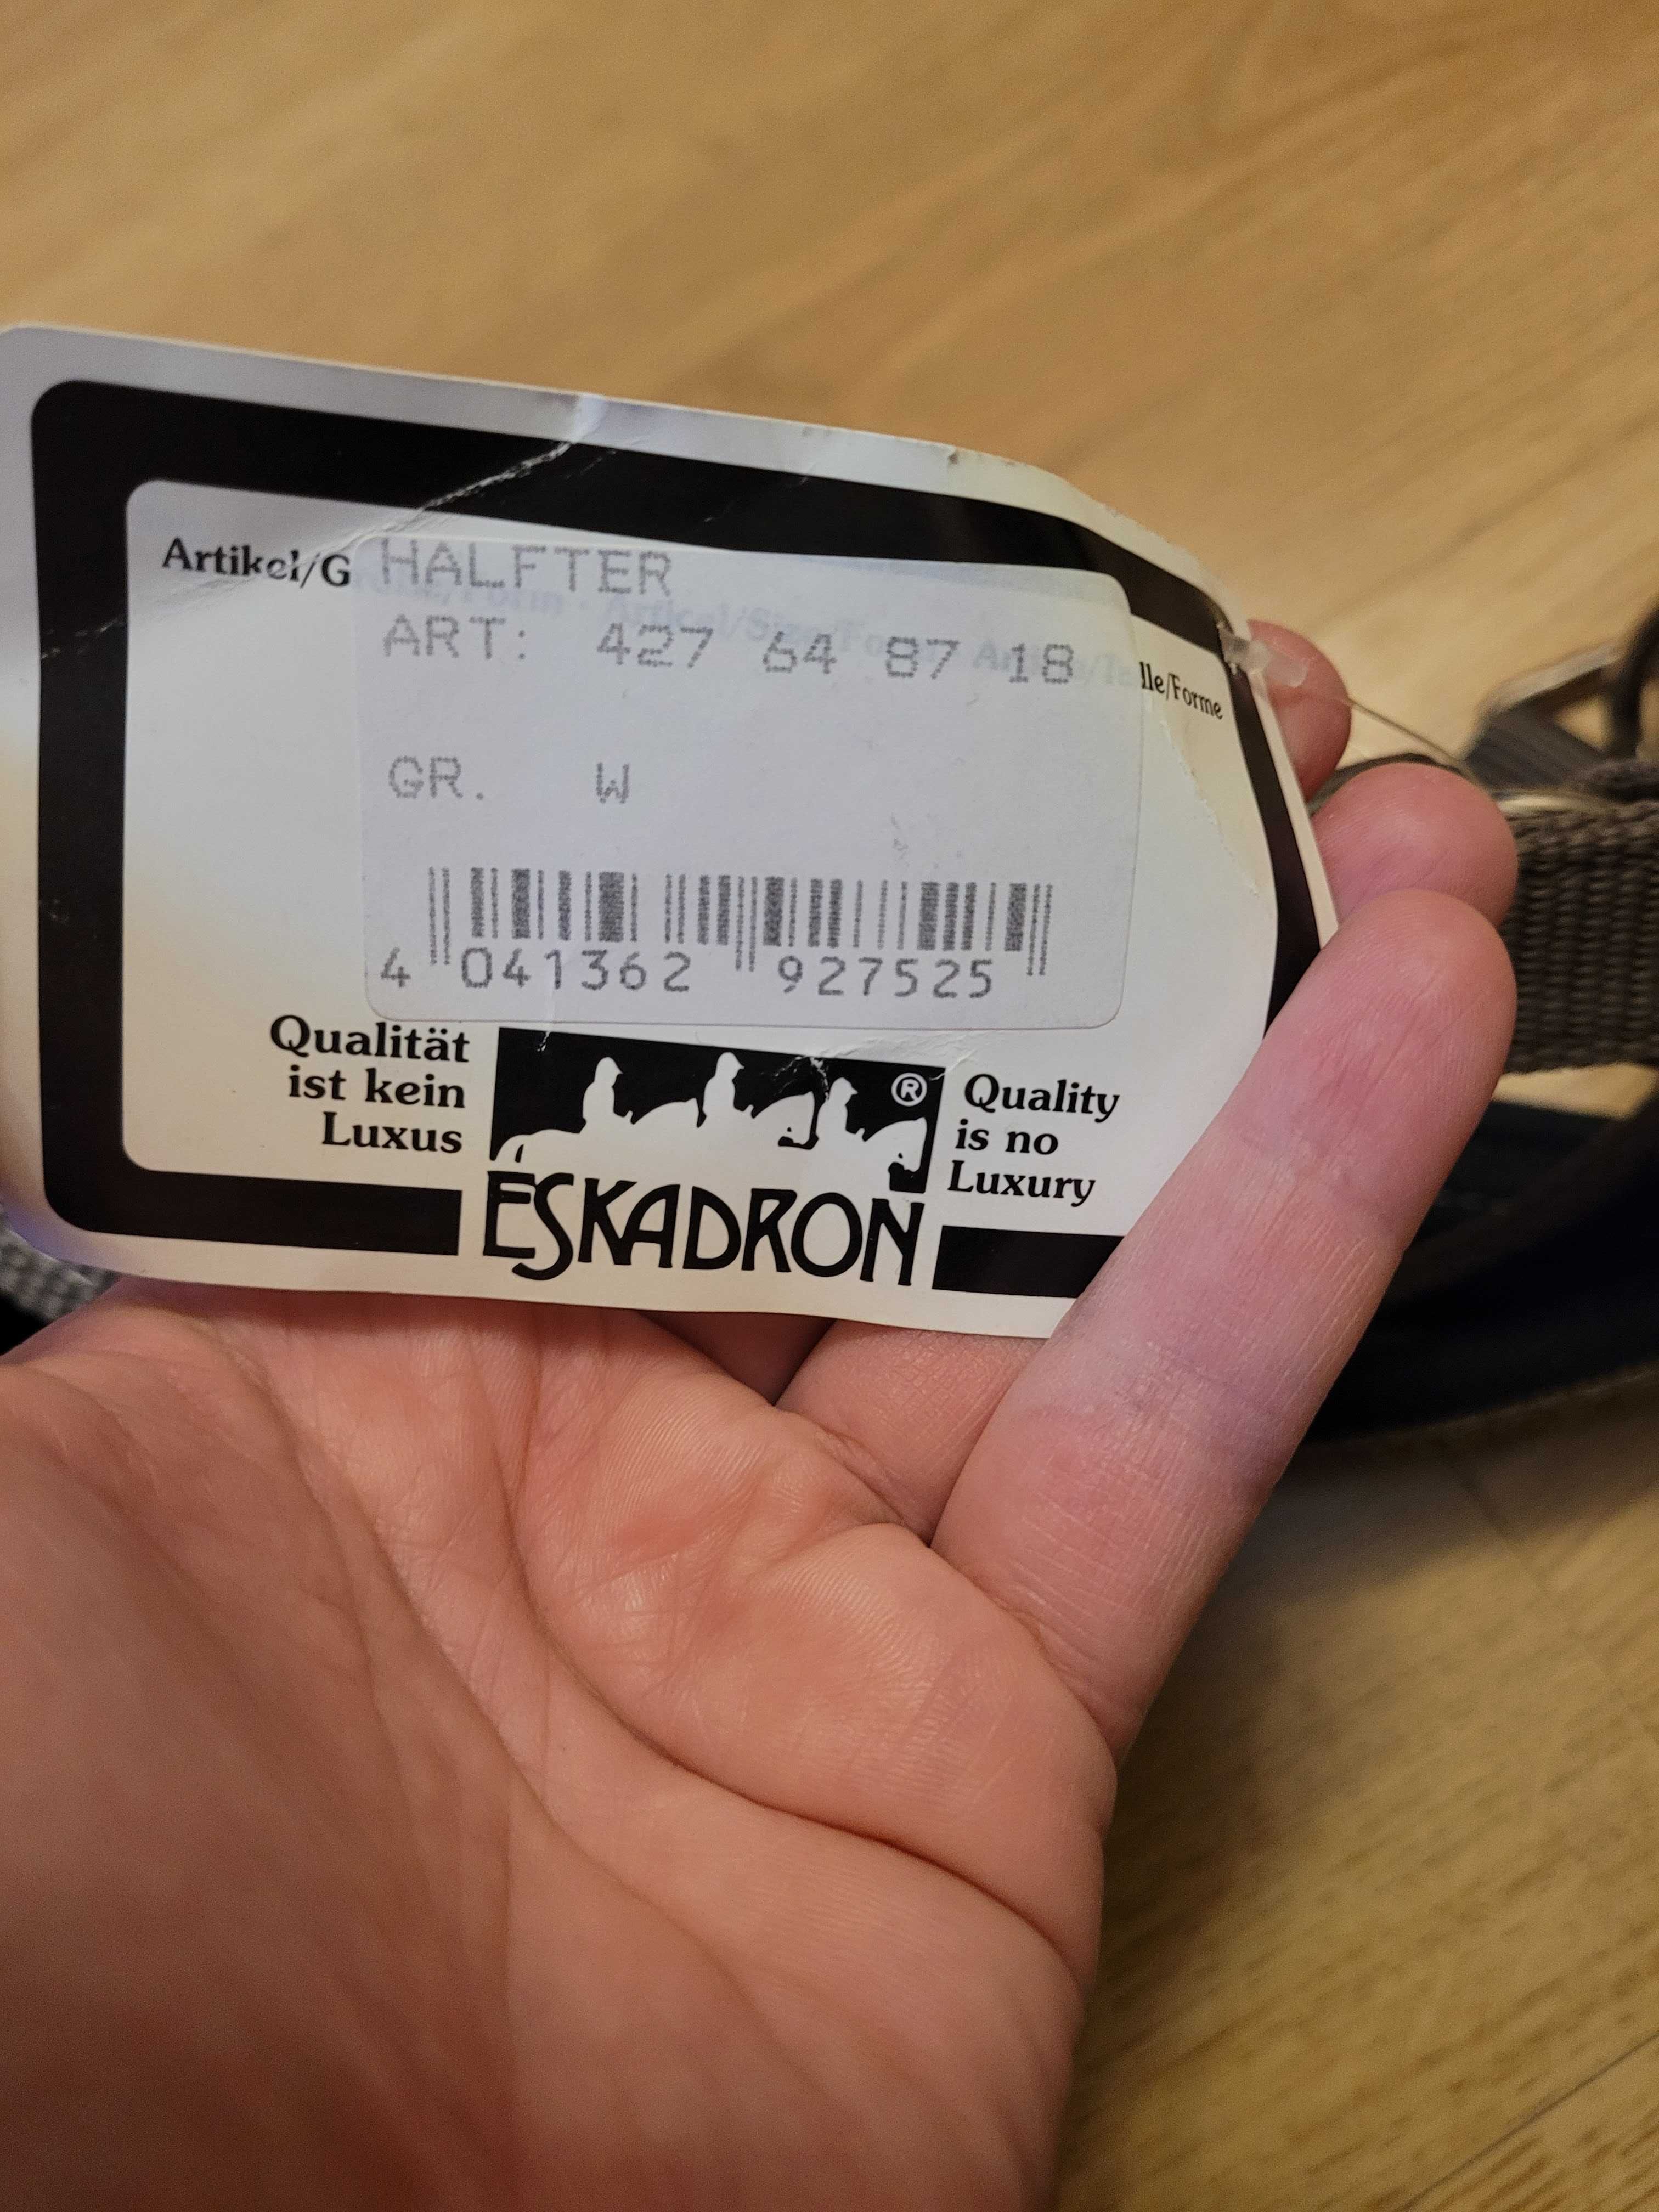 Artikel/G
HALFTER
ART: 427 64 87 18
lle/Forme
GR. W
4 041362 927525
Qualität
ist kein
Luxus
®
ESKADRON
Quality
is no
Luxury